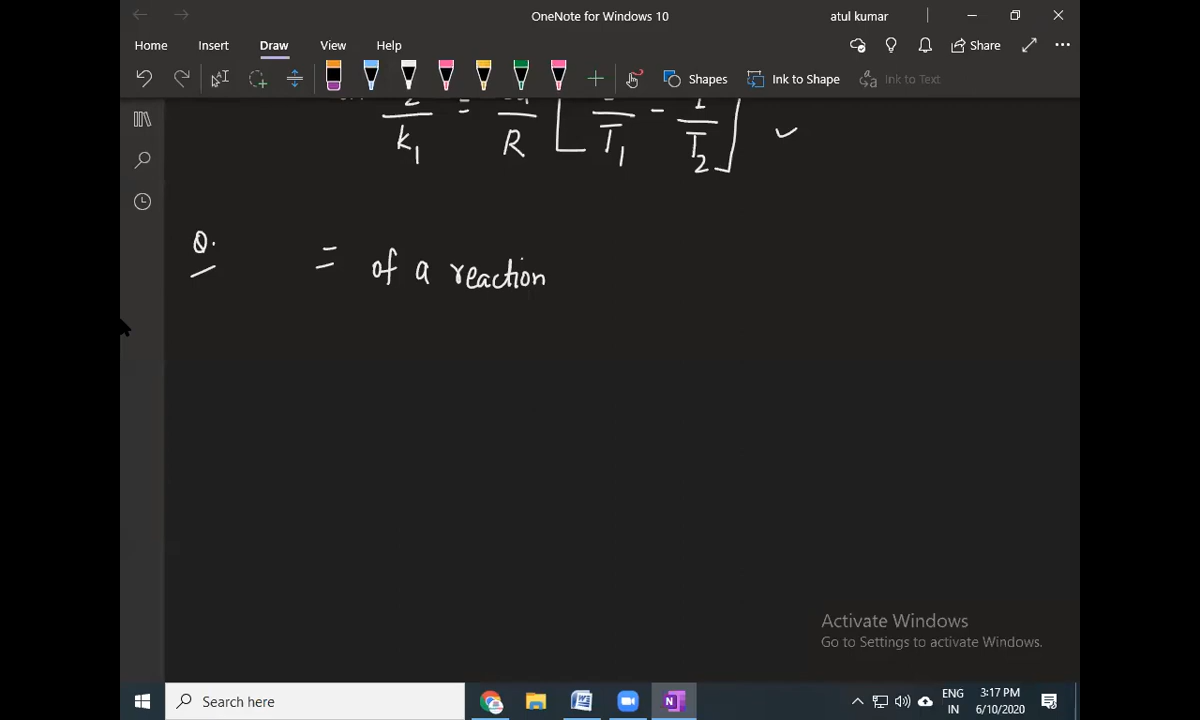 OneNote for Windows 10
atul kumar
Home Insert Draw View Help
Share
Shapes Ink to Shape Ink to Text
k1 = R [ T1 - T2 ]
Q. = of a reaction
Activate Windows
Go to Settings to activate Windows.
Search here
ENG 3:17 PM
IN 6/10/2020